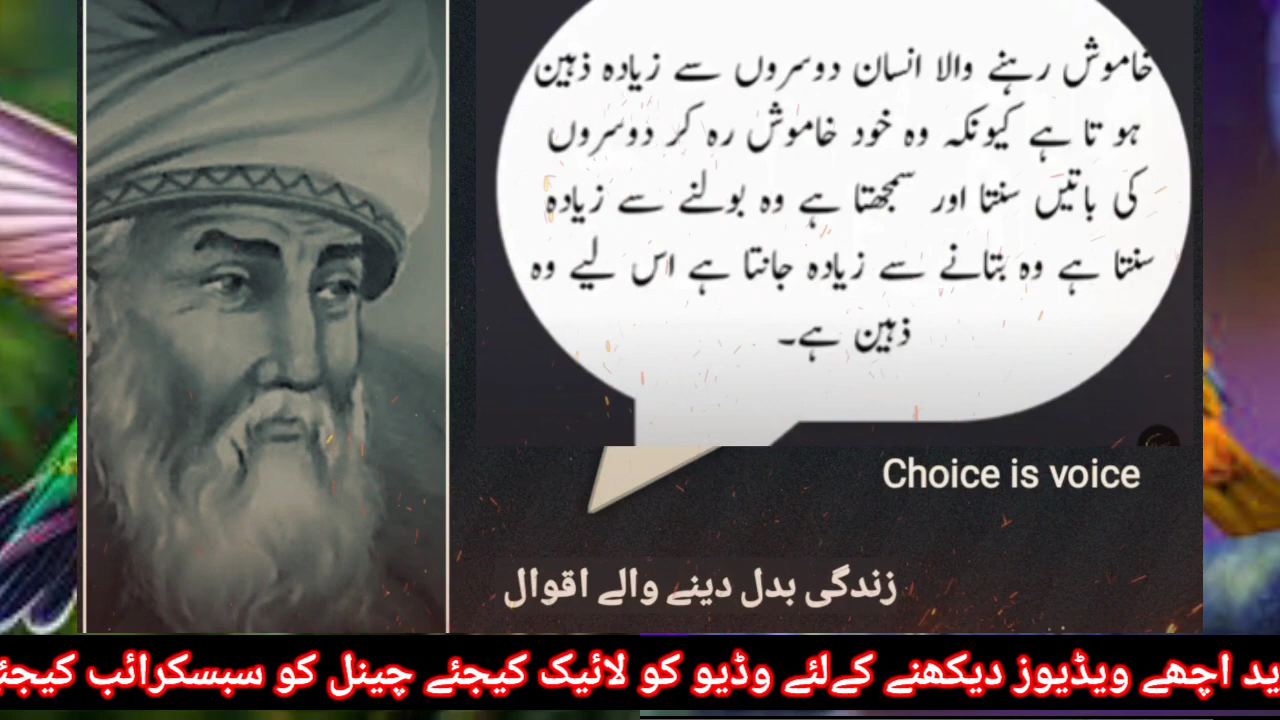 خاموش رہنے والا انسان دوسروں سے زیادہ ذہین
ہو تا ہے کیونکہ وہ خود خاموش رہ کر دوسروں
کی باتیں سنتا اور سمجھتا ہے وہ بولنے سے زیادہ
سنتا ہے وہ بتانے سے زیادہ جانتا ہے اس لیے وہ
ذہین ہے۔
Choice is voice
زندگی بدل دینے والے اقوال
اچھے ویڈیوز دیکھنے کےلئے وڈیو کو لائیک کیجئے چینل کو سبسکرائب